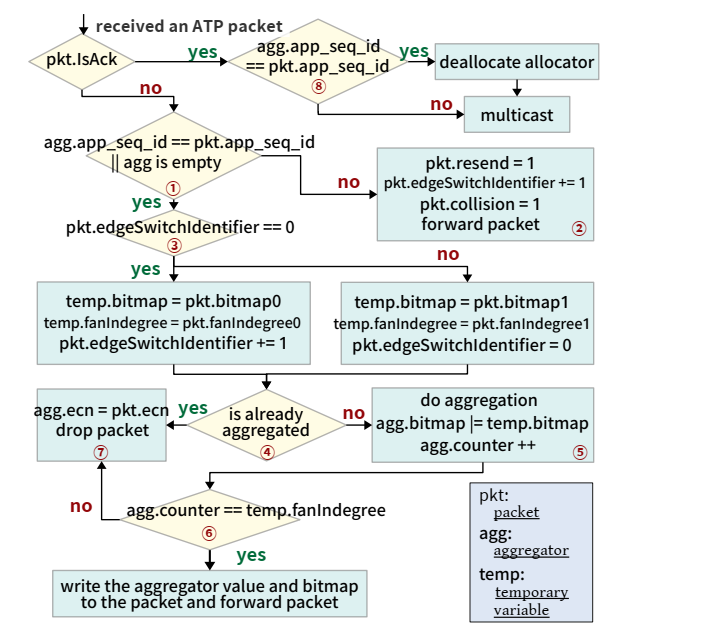 received an ATP packet
pkt.IsAck
yes
agg.app_seq_id
== pkt.app_seq_id
⑧
yes
deallocate allocator
no
no
multicast
agg.app_seq_id == pkt.app_seq_id
|| agg is empty
①
no
pkt.resend = 1
pkt.edgeSwitchIdentifier += 1
pkt.collision = 1
forward packet
②
yes
pkt.edgeSwitchIdentifier == 0
③
yes
no
temp.bitmap = pkt.bitmap0
temp.fanIndegree = pkt.fanIndegree0
pkt.edgeSwitchIdentifier += 1
temp.bitmap = pkt.bitmap1
temp.fanIndegree = pkt.fanIndegree1
pkt.edgeSwitchIdentifier = 0
agg.ecn = pkt.ecn
drop packet
⑦
yes
is already
aggregated
④
no
do aggregation
agg.bitmap |= temp.bitmap
agg.counter ++
⑤
no
agg.counter == temp.fanIndegree
⑥
yes
write the aggregator value and bitmap
to the packet and forward packet
pkt:
packet
agg:
aggregator
temp:
temporary
variable